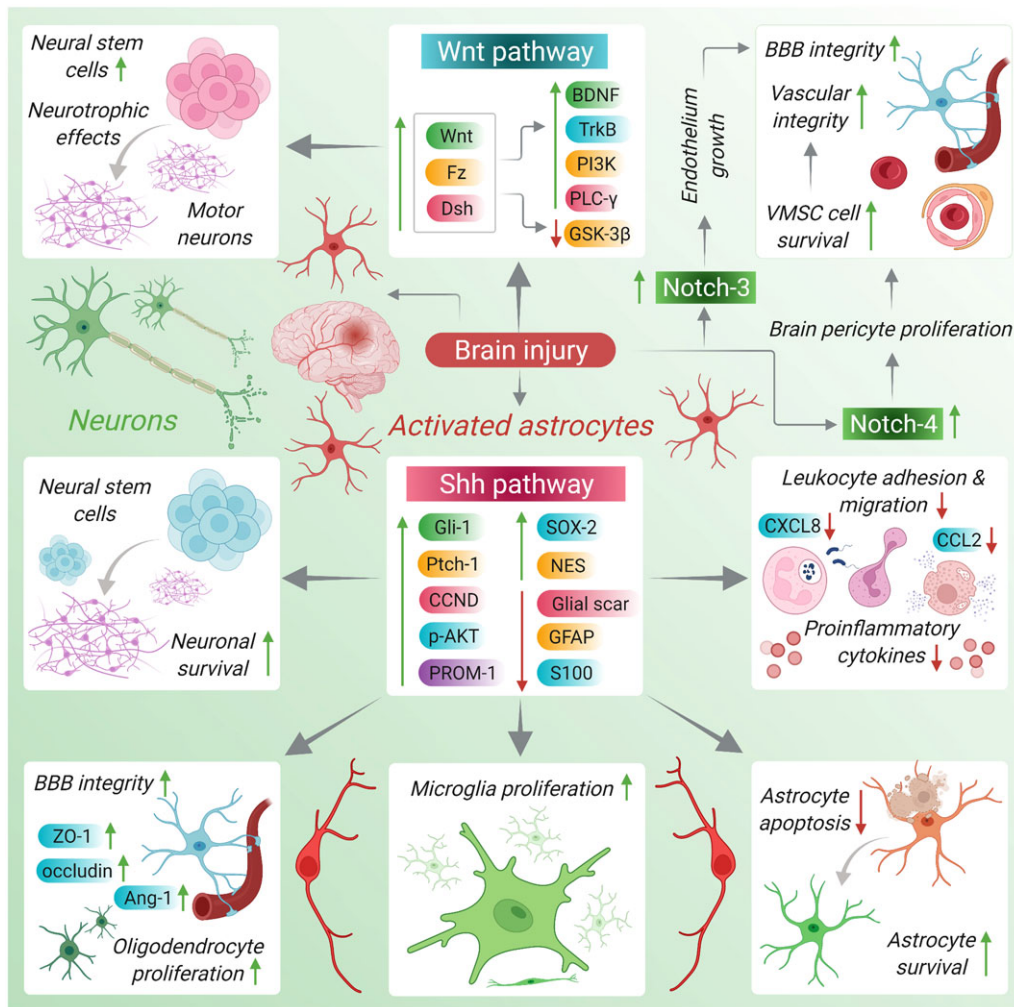 Neural stem
cells
Neurotrophic
effects
Motor
neurons
Wnt pathway
Wnt
Fz
Dsh
BDNF
TrkB
PI3K
PLC-γ
GSK-3β
Endothelium
growth
BBB integrity
Vascular
integrity
VMSC cell
survival
Notch-3
Brain pericyte proliferation
Notch-4
Brain injury
Neurons
Activated astrocytes
Neural stem
cells
Neuronal
survival
Shh pathway
Gli-1
Ptch-1
CCND
p-AKT
PROM-1
SOX-2
NES
Glial scar
GFAP
S100
Leukocyte adhesion &
migration
CXCL8
CCL2
Proinflammatory
cytokines
BBB integrity
ZO-1
occludin
Ang-1
Oligodendrocyte
proliferation
Microglia proliferation
Astrocyte
apoptosis
Astrocyte
survival